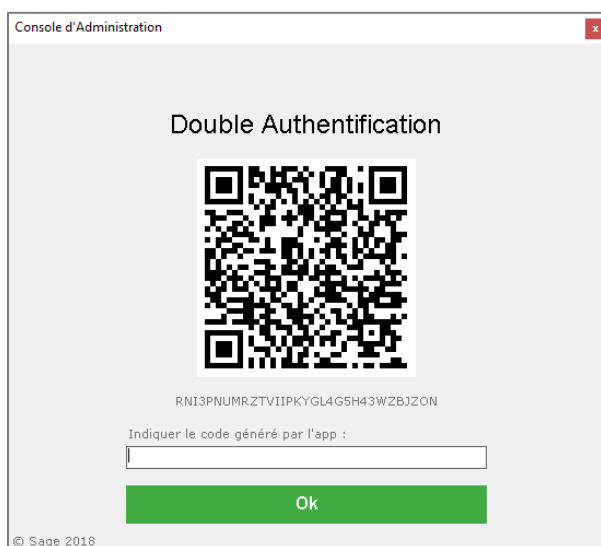 Console d'Administration
x
Double Authentification
RNI3PNUMRZTVIIPKYGL4G5H43WZBJZON
Indiquer le code généré par l'app :
Ok
© Sage 2018